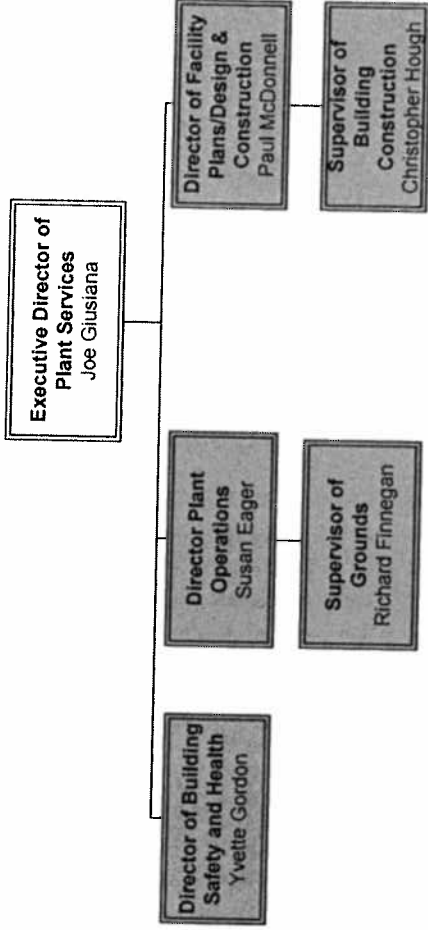 Executive Director of
Plant Services
Joe Giusiana
Director of Building
Safety and Health
Yvette Gordon
Director Plant
Operations
Susan Eager
Director of Facility
Plans/Design &
Construction
Paul McDonnell
Supervisor of
Grounds
Richard Finnegan
Supervisor of
Building
Construction
Christopher Hough